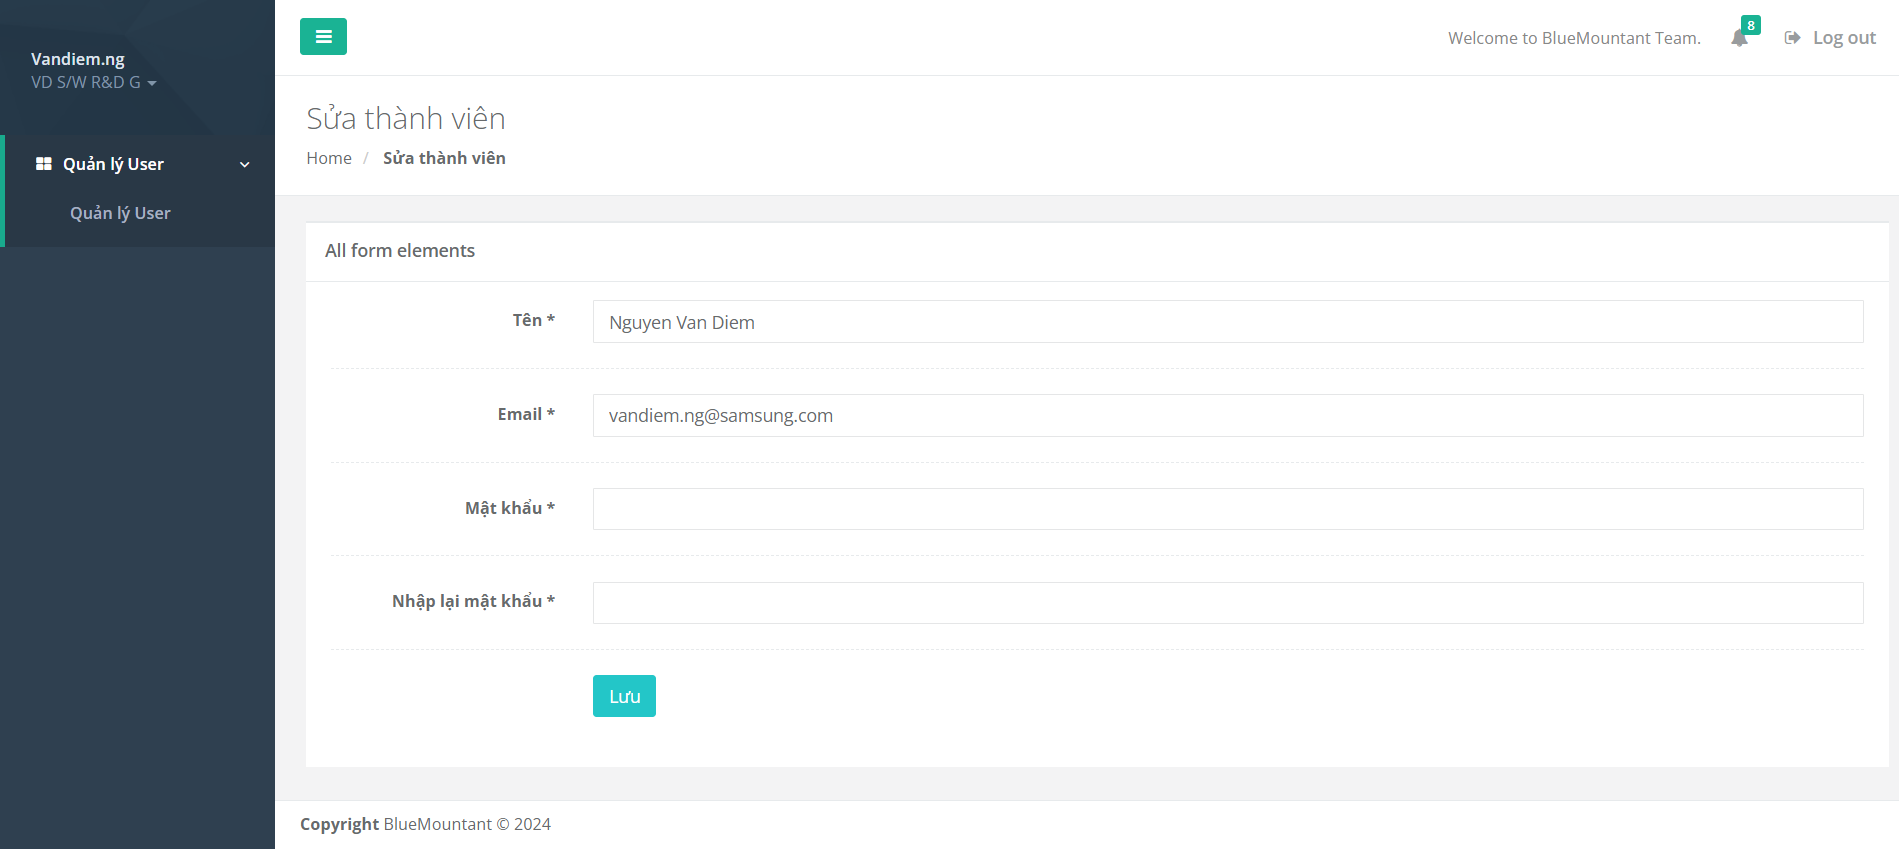 Vandiem.ng
VD S/W R&D G
Quản lý User
Quản lý User
Welcome to BlueMountant Team.
8
Log out
Sửa thành viên
Home / Sửa thành viên
All form elements
Tên *
Nguyen Van Diem
Email *
vandiem.ng@samsung.com
Mật khẩu *
Nhập lại mật khẩu *
Lưu
Copyright BlueMountant © 2024